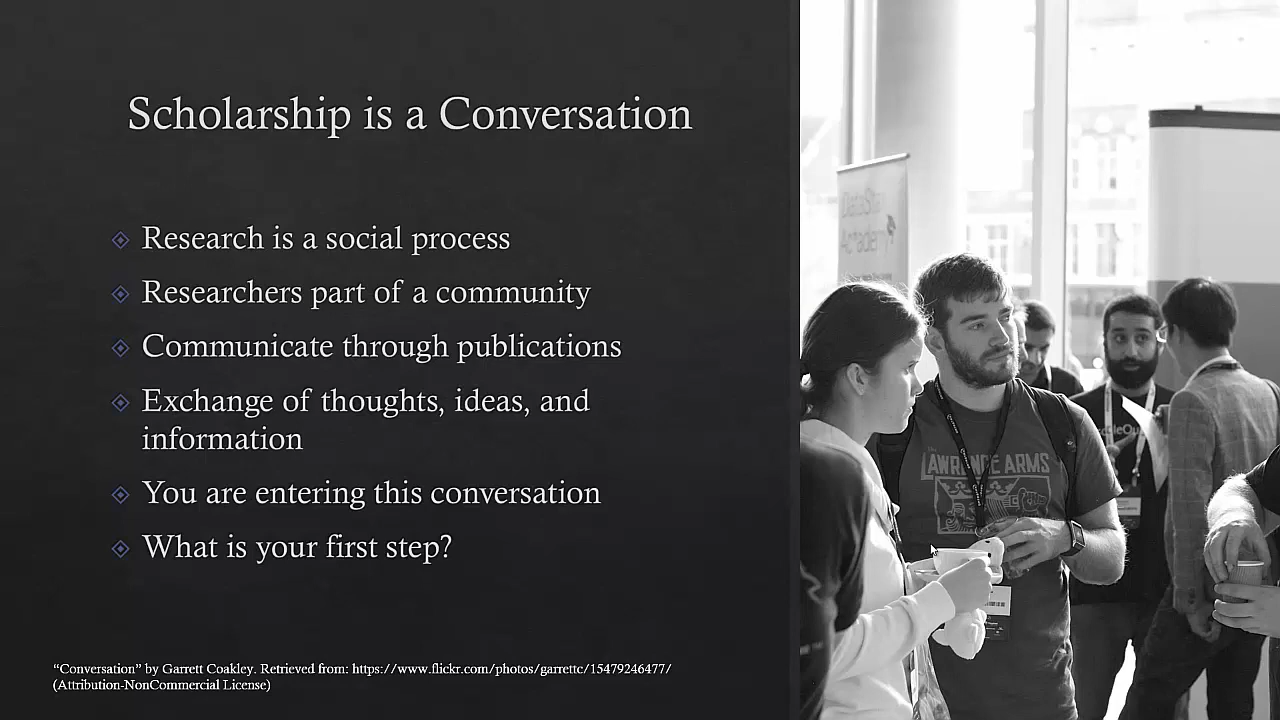 Scholarship is a Conversation
Research is a social process
Researchers part of a community
Communicate through publications
Exchange of thoughts, ideas, and
information
You are entering this conversation
What is your first step?
“Conversation” by Garrett Coakley. Retrieved from: https://www.flickr.com/photos/garrettc/15479246477/
(Attribution-NonCommercial License)
LAWRENCE ARMS